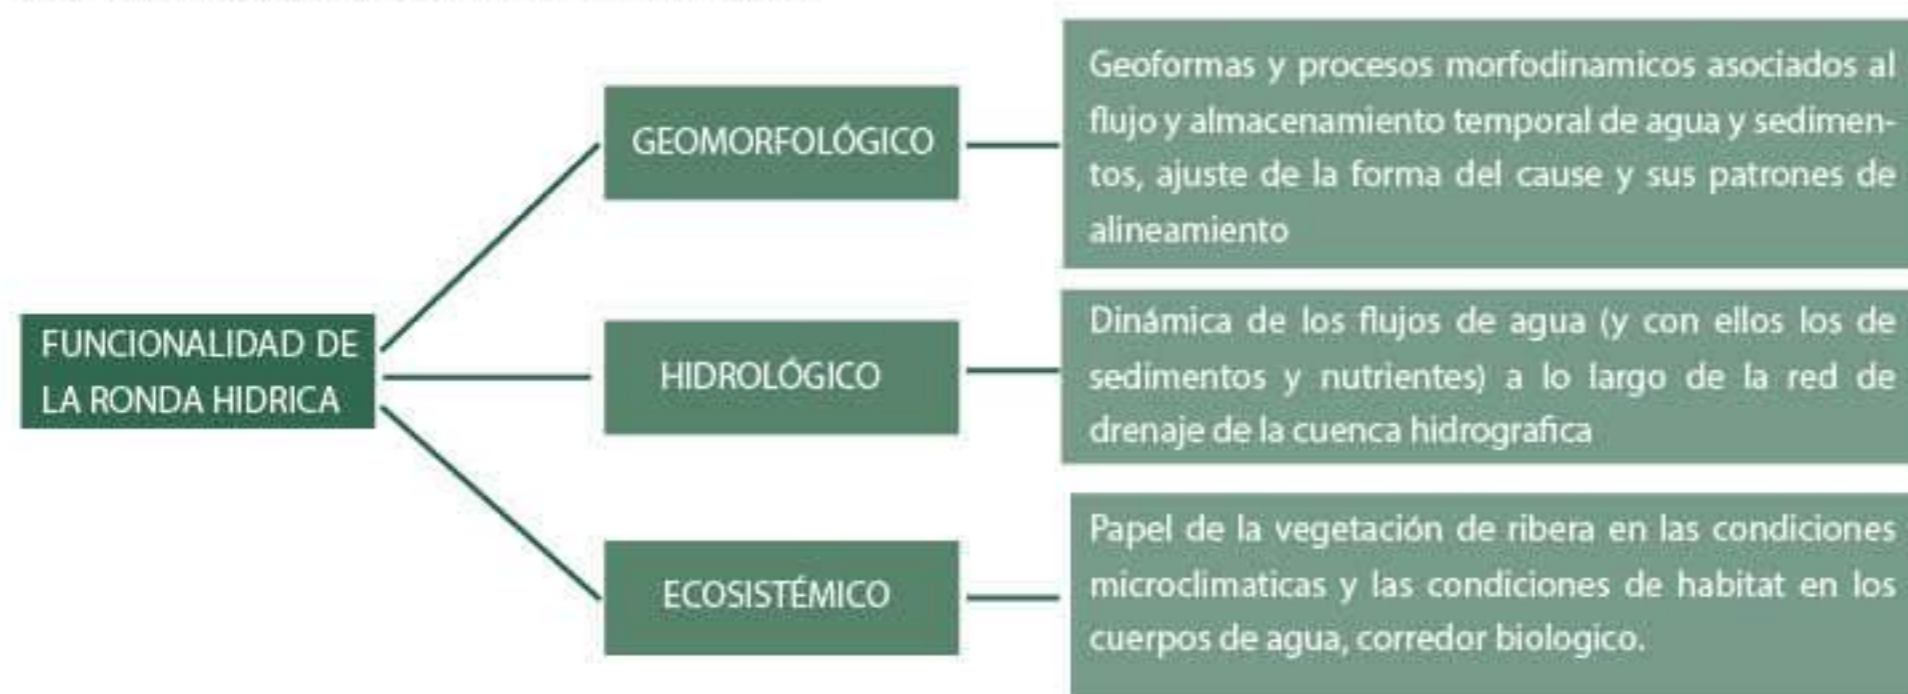 GEOMORFOLÓGICO
Geoformas y procesos morfodinamicos asociados al
flujo y almacenamiento temporal de agua y sedimen-
tos, ajuste de la forma del cause y sus patrones de
alineamiento
FUNCIONALIDAD DE
LA RONDA HIDRICA
HIDROLÓGICO
Dinámica de los flujos de agua (y con ellos los de
sedimentos y nutrientes) a lo largo de la red de
drenaje de la cuenca hidrografica
ECOSISTÉMICO
Papel de la vegetación de ribera en las condiciones
microclimaticas y las condiciones de habitat en los
cuerpos de agua, corredor biologico.